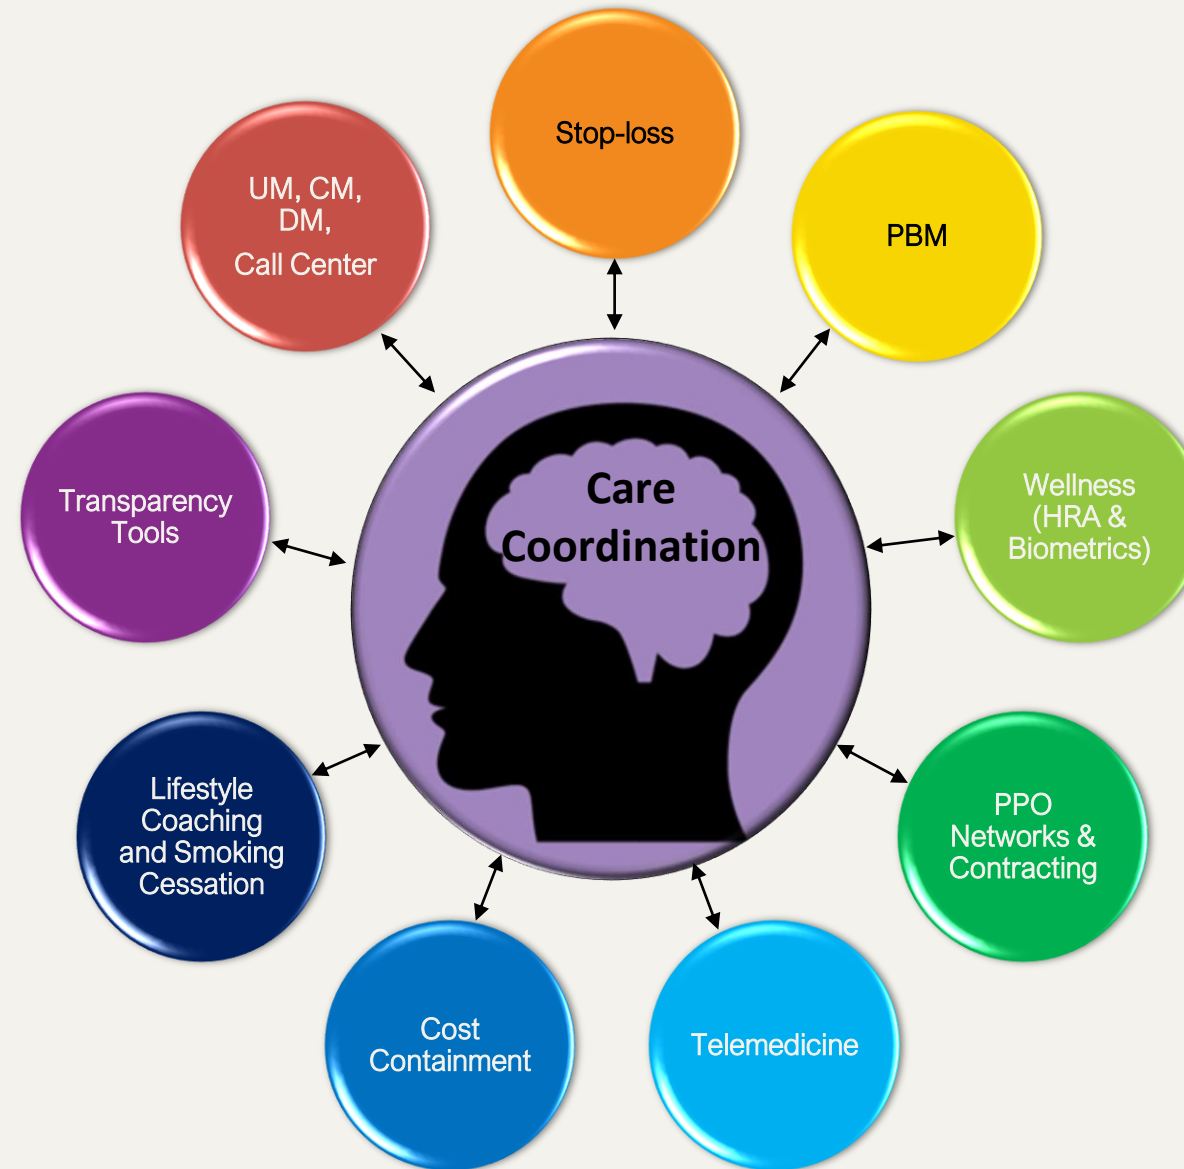 Stop-loss
PBM
Wellness
(HRA &
Biometrics)
PPO
Networks &
Contracting
Telemedicine
Cost
Containment
Lifestyle
Coaching
and Smoking
Cessation
Transparency
Tools
UM, CM,
DM,
Call Center
Care
Coordination